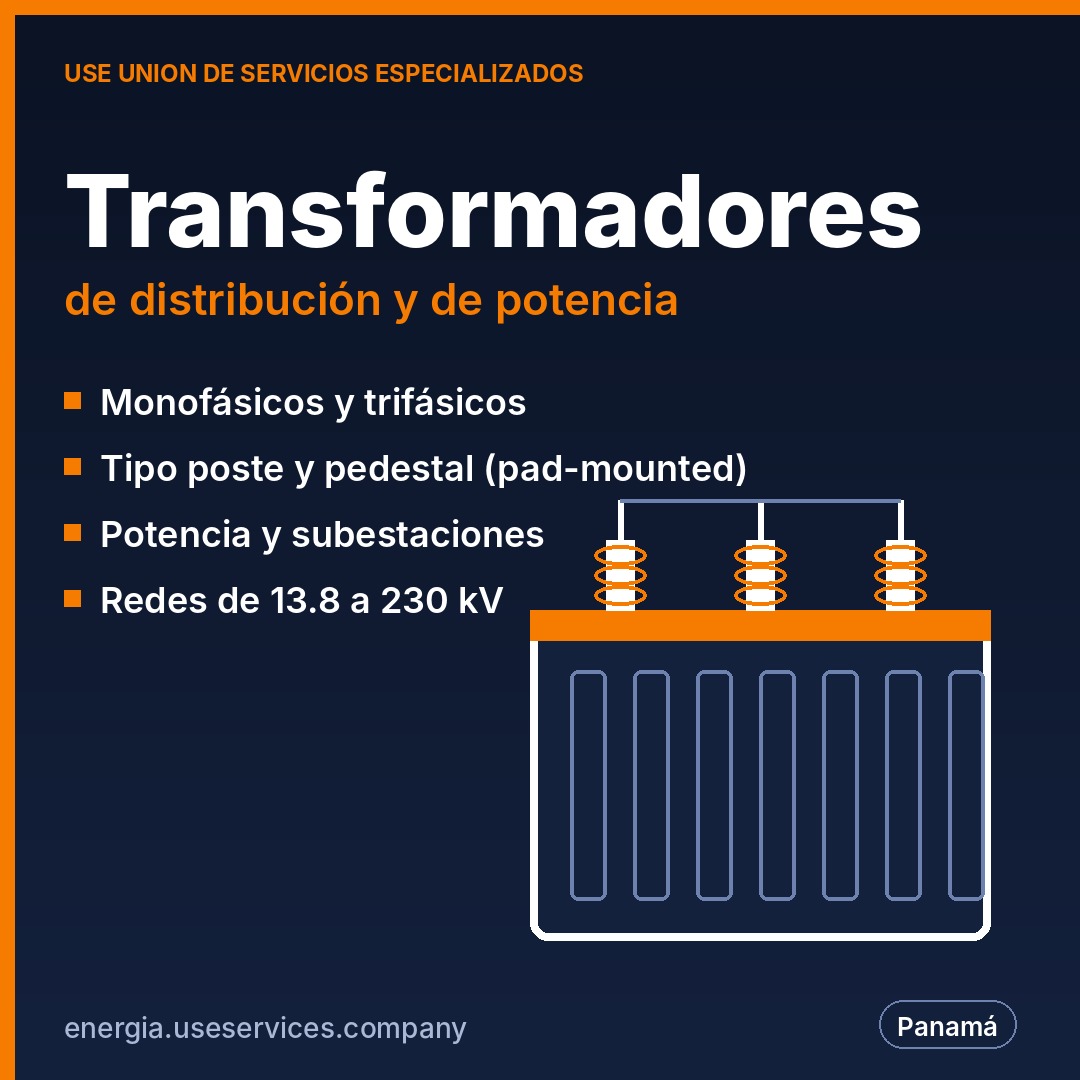 USE UNION DE SERVICIOS ESPECIALIZADOS
Transformadores
de distribución y de potencia
Monofásicos y trifásicos
Tipo poste y pedestal (pad-mounted)
Potencia y subestaciones
Redes de 13.8 a 230 kV
energia.useservices.company
Panamá